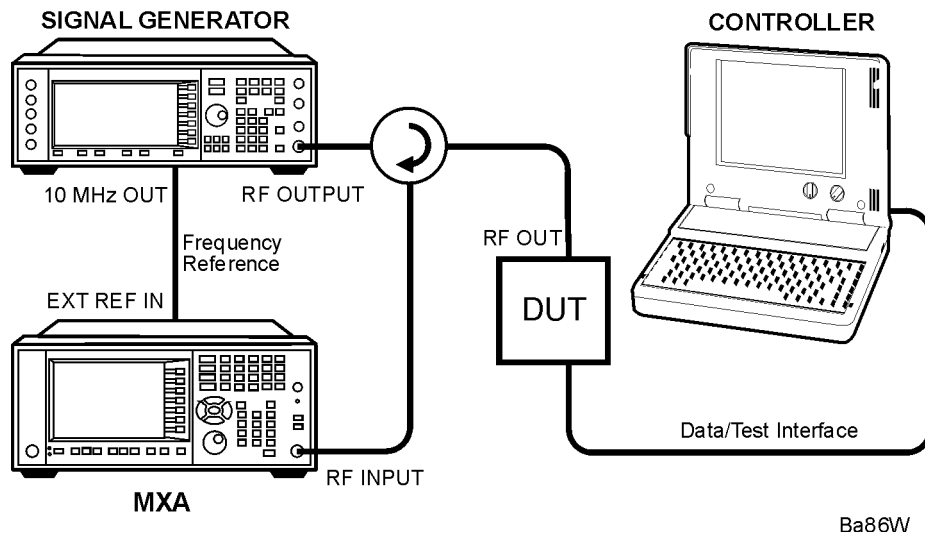 SIGNAL GENERATOR
CONTROLLER
10 MHz OUT
RF OUTPUT
RF OUT
Frequency
Reference
EXT REF IN
DUT
Data/Test Interface
RF INPUT
MXA
Ba86W